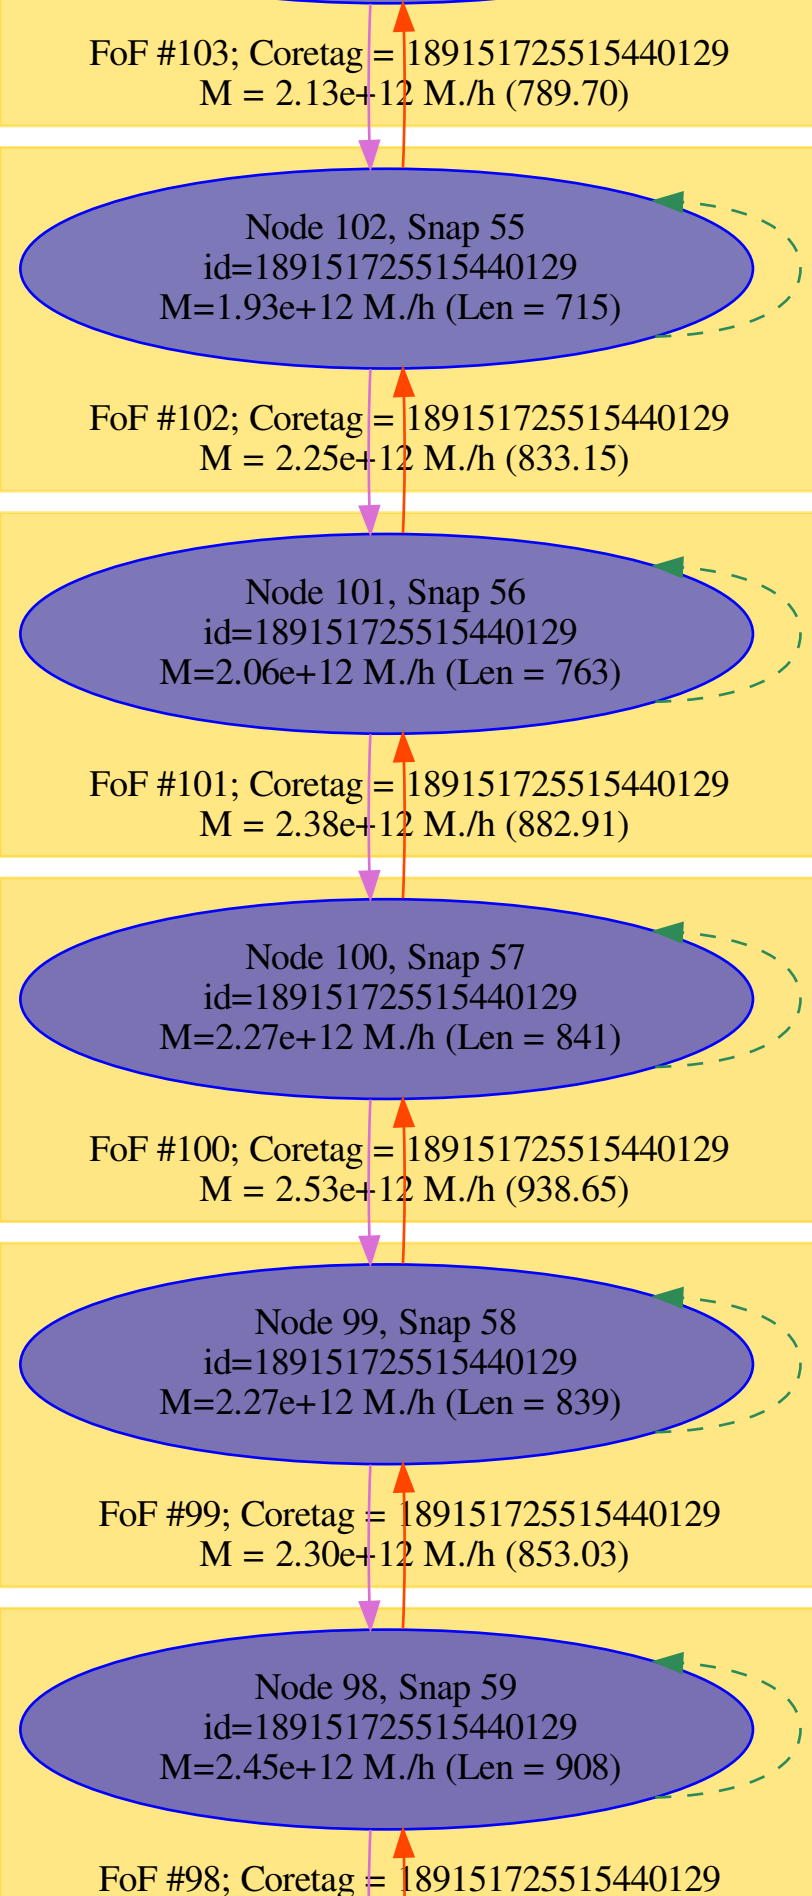 FoF #103; Coretag = 189151725515440129
M = 2.13e+12 M./h (789.70)
Node 102, Snap 55
id=189151725515440129
M=1.93e+12 M./h (Len = 715)
FoF #102; Coretag = 189151725515440129
M = 2.25e+12 M./h (833.15)
Node 101, Snap 56
id=189151725515440129
M=2.06e+12 M./h (Len = 763)
FoF #101; Coretag = 189151725515440129
M = 2.38e+12 M./h (882.91)
Node 100, Snap 57
id=189151725515440129
M=2.27e+12 M./h (Len = 841)
FoF #100; Coretag = 189151725515440129
M = 2.53e+12 M./h (938.65)
Node 99, Snap 58
id=189151725515440129
M=2.27e+12 M./h (Len = 839)
FoF #99; Coretag = 189151725515440129
M = 2.30e+12 M./h (853.03)
Node 98, Snap 59
id=189151725515440129
M=2.45e+12 M./h (Len = 908)
FoF #98; Coretag = 189151725515440129